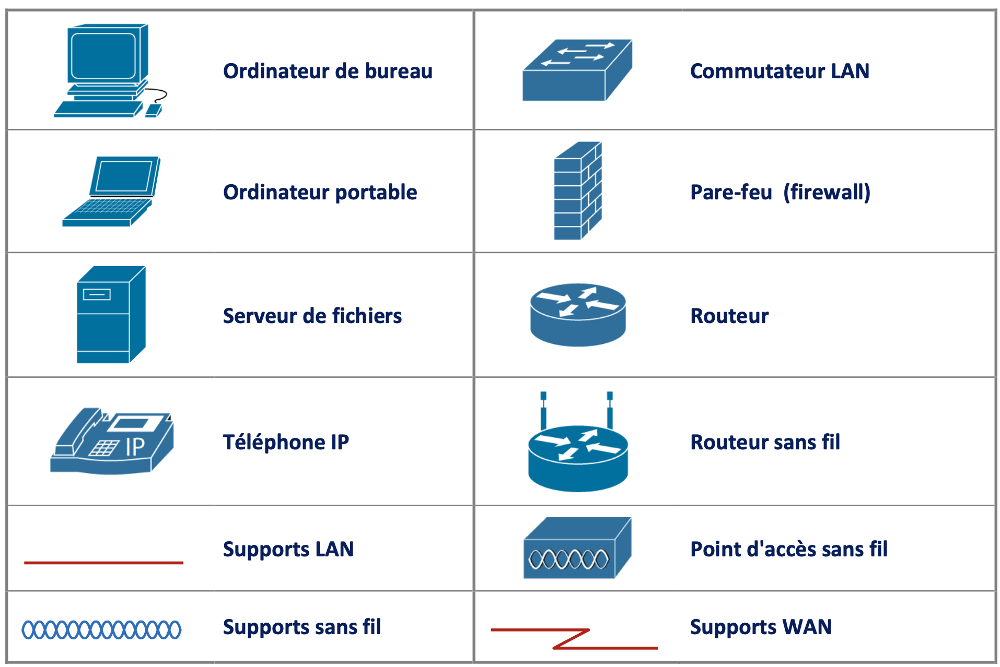 Ordinateur de bureau
Commutateur LAN
Ordinateur portable
Pare-feu  (firewall)
Serveur de fichiers
Routeur
IP
Téléphone IP
Routeur sans fil
Supports LAN
Point d'accès sans fil
Supports sans fil
Supports WAN